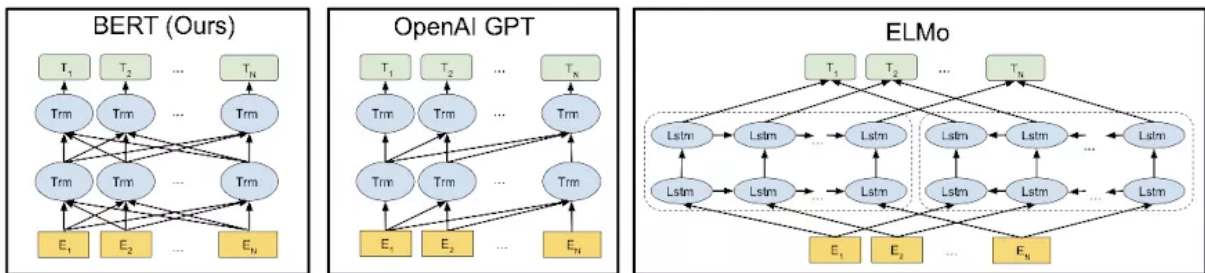 BERT (Ours)
T1 T2 ... TN
Trm Trm ... Trm
Trm Trm ... Trm
E1 E2 ... EN
OpenAI GPT
T1 T2 ... TN
Trm Trm ... Trm
Trm Trm ... Trm
E1 E2 ... EN
ELMo
T1 T2 ... TN
Lstm Lstm ... Lstm Lstm Lstm ... Lstm
Lstm Lstm ... Lstm Lstm Lstm ... Lstm
E1 E2 ... EN